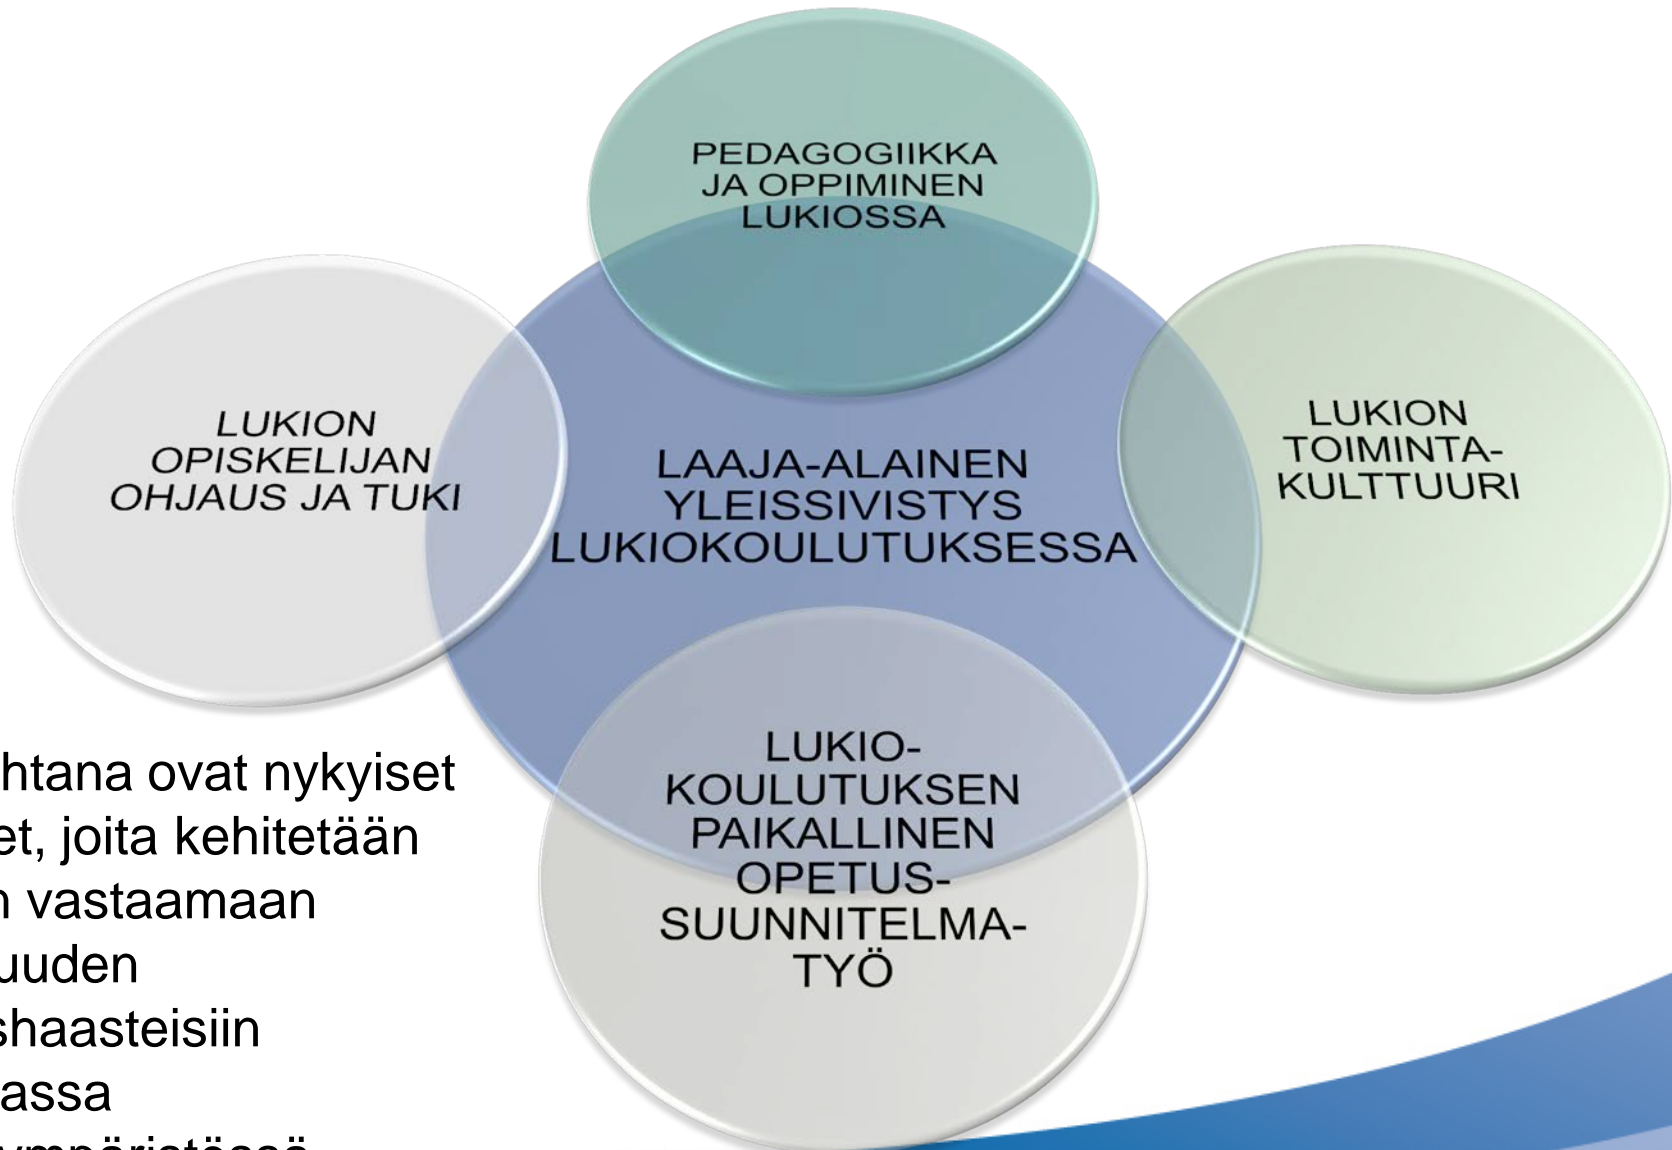 PEDAGOGIIKKA
JA OPPIMINEN
LUKIOSSA
LUKION
OPISKELIJAN
OHJAUS JA TUKI
LAAJA-ALAINEN
YLEISSIVISTYS
LUKIOKOULUTUKSESSA
LUKION
TOIMINTA-
KULTTUURI
LUKIO-
KOULUTUKSEN
PAIKALLINEN
OPETUS-
SUUNNITELMA-
TYÖ
htana ovat nykyiset
et, joita kehitetään
n vastaamaan
uuden
shaasteisiin
assa
ympäristössä